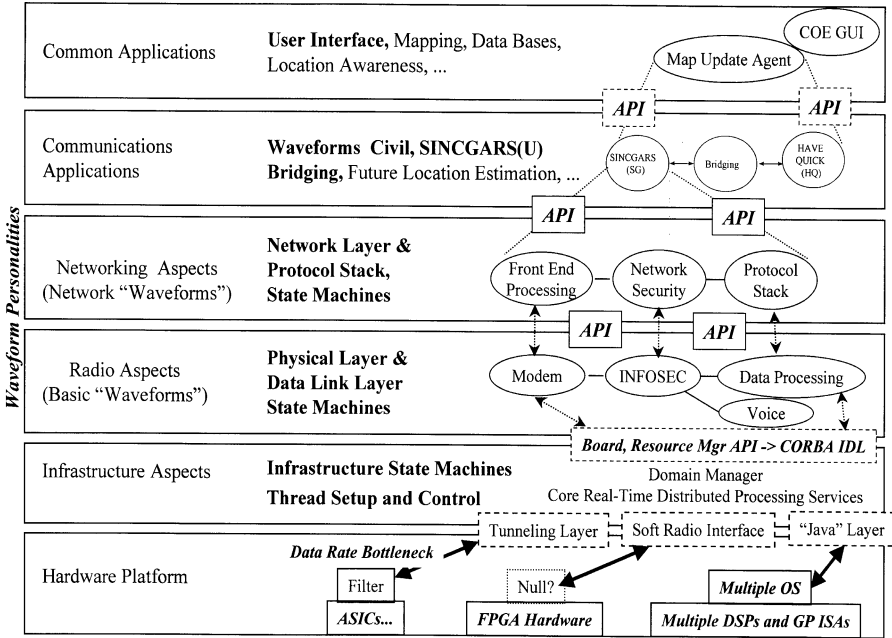 COE GUI
Common Applications
User Interface, Mapping, Data Bases,
Location Awareness, ...
Map Update Agent
API
API
Communications
Applications
Waveforms Civil, SINCGARS(U)
Bridging, Future Location Estimation, ...
SINCGARS
(SG)
Bridging
HAVE
QUICK
(HQ)
API
API
Waveform Personalities
Networking Aspects
(Network “Waveforms”)
Network Layer &
Protocol Stack,
State Machines
Front End
Processing
Network
Security
Protocol
Stack
API
API
Radio Aspects
(Basic “Waveforms”)
Physical Layer &
Data Link Layer
State Machines
Modem
INFOSEC
Data Processing
Voice
Board, Resource Mgr API -> CORBA IDL
Infrastructure Aspects
Infrastructure State Machines
Thread Setup and Control
Domain Manager
Core Real-Time Distributed Processing Services
Tunneling Layer
Soft Radio Interface
“Java” Layer
Hardware Platform
Data Rate Bottleneck
Filter
ASICs...
Null?
FPGA Hardware
Multiple OS
Multiple DSPs and GP ISAs